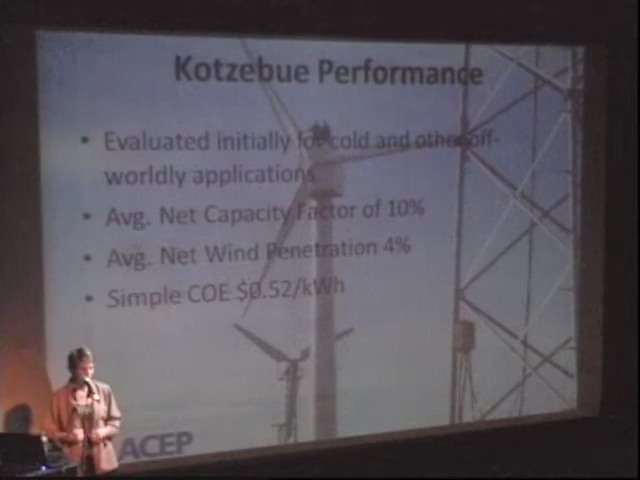 Kotzebue Performance
• Evaluated initially for cold and other off-
worldly applications
• Avg. Net Capacity Factor of 10%
• Avg. Net Wind Penetration 4%
• Simple COE $0.52/kWh
ACEP